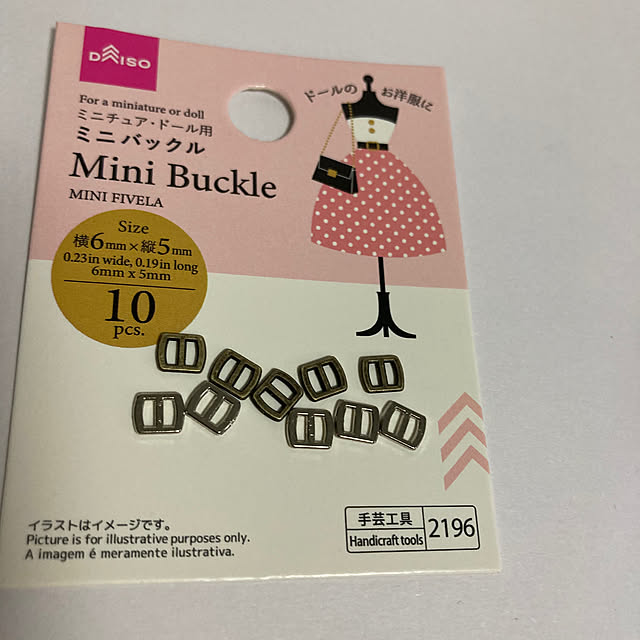 DAISO
For a miniature or doll
ミニチュア・ドール用
ミニバックル
Mini Buckle
MINI FIVELA
ドールの お洋服に
Size
横6mm×縦5mm
0.23in wide, 0.19in long
6mm x 5mm
10
pcs.
イラストはイメージです。
Picture is for illustrative purposes only.
A imagem é meramente ilustrativa.
手芸工具
Handicraft tools
2196